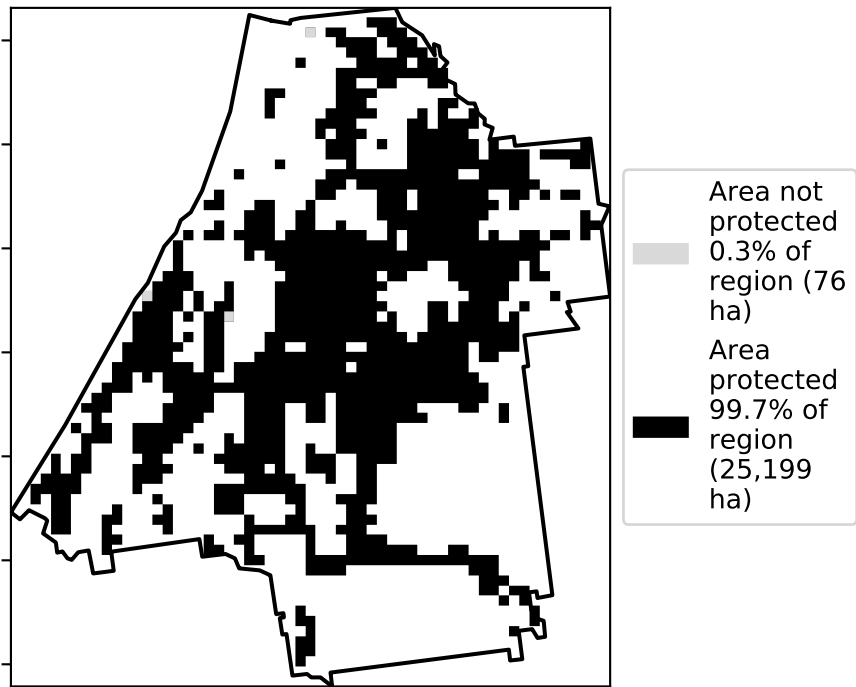 Area not
protected
0.3% of
region (76
ha)
Area
protected
99.7% of
region
(25,199
ha)